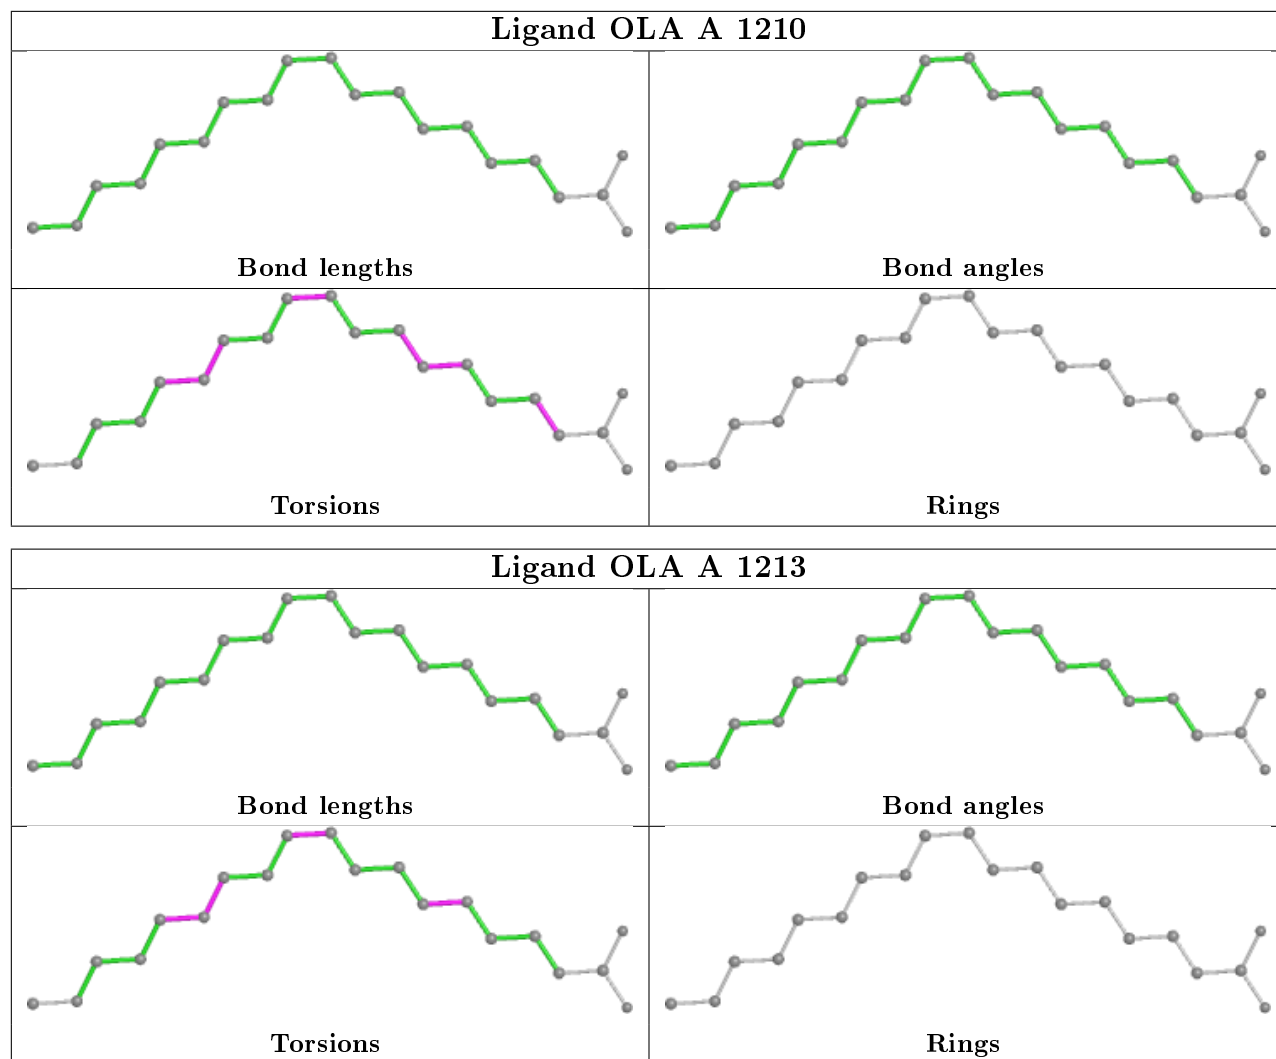 Ligand OLA A 1210
Bond lengths
Bond angles
Torsions
Rings
Ligand OLA A 1213
Bond lengths
Bond angles
Torsions
Rings